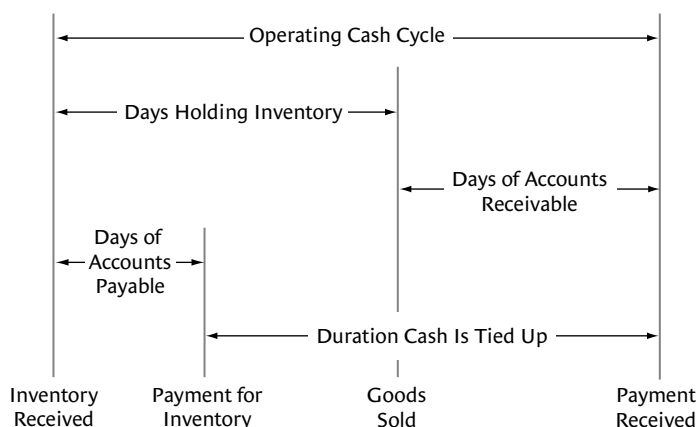 Operating Cash Cycle
Days Holding Inventory
Days of Accounts
Receivable
Days of
Accounts
Payable
Duration Cash Is Tied Up
Inventory
Received
Payment for
Inventory
Goods
Sold
Payment
Received